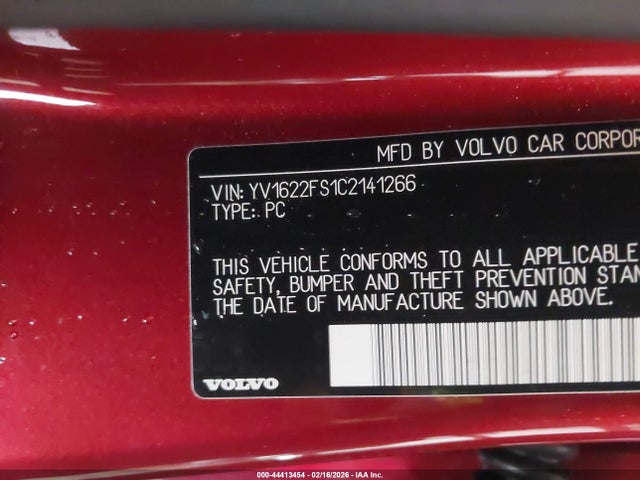 MFD BY VOLVO CAR CORPOR
VIN: YV1622FS1C2141266
TYPE: PC
THIS VEHICLE CONFORMS TO ALL APPLICABLE
SAFETY, BUMPER AND THEFT PREVENTION STAN
THE DATE OF MANUFACTURE SHOWN ABOVE.
VOLVO
000-44413454 - 02/16/2026 - IAA Inc.